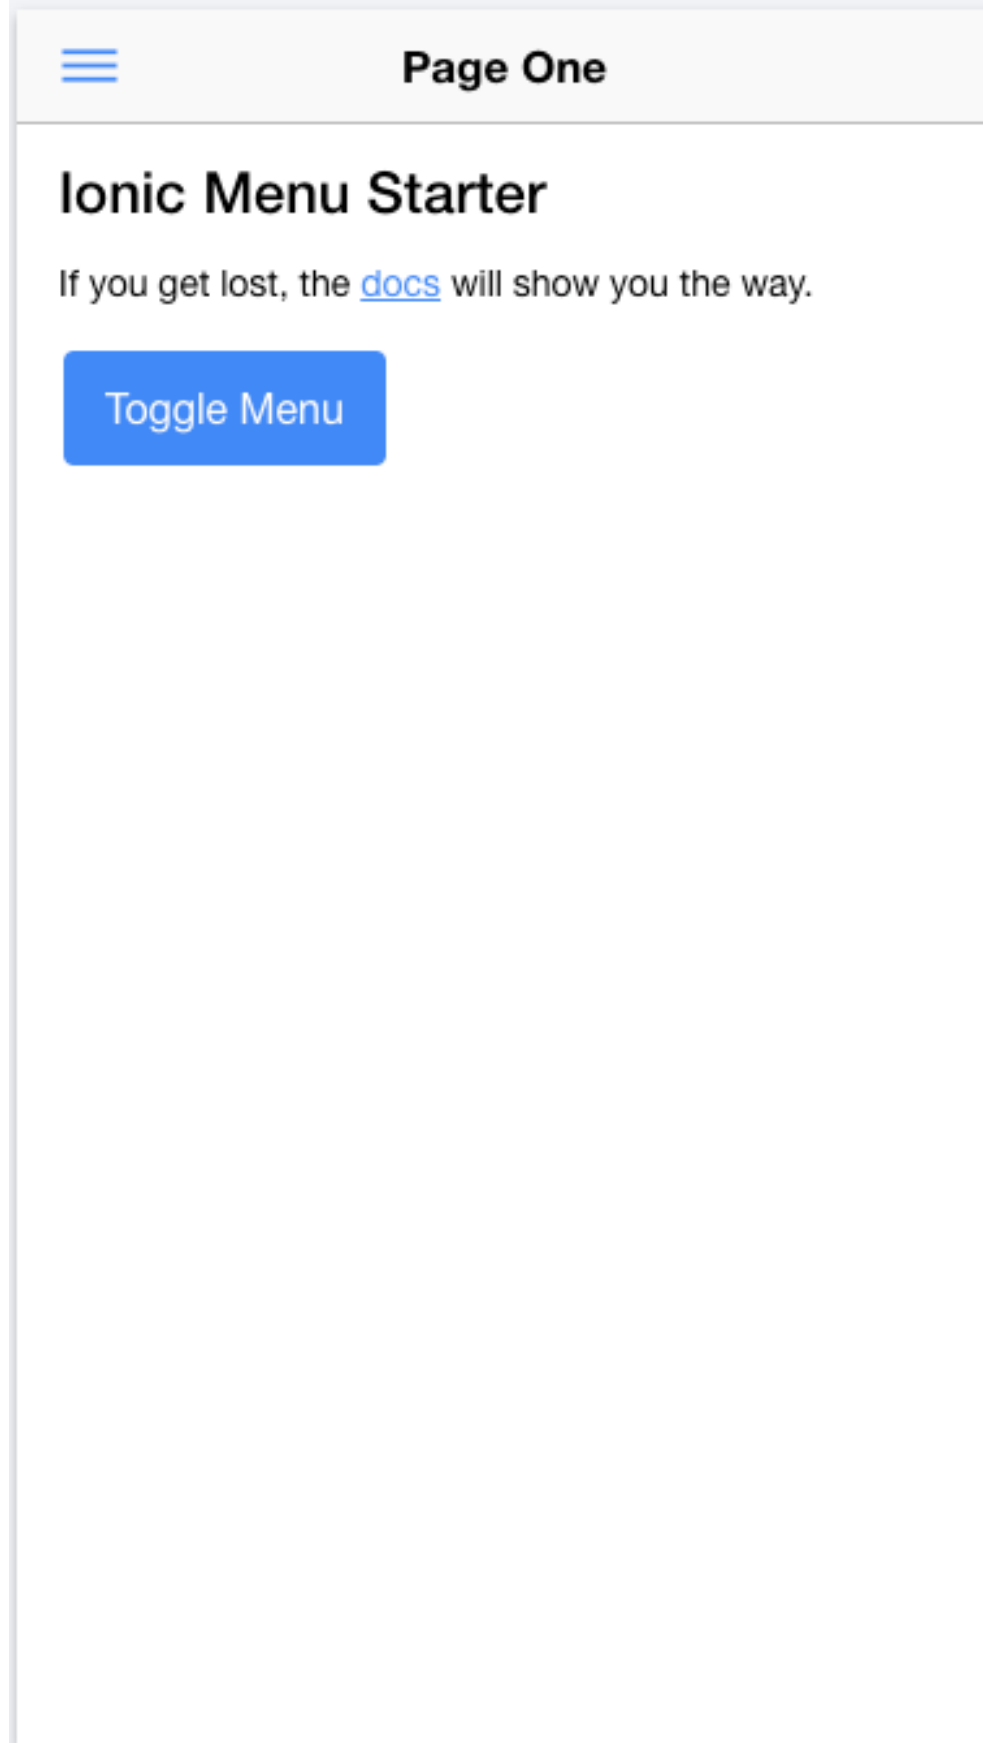 Page One
Ionic Menu Starter
If you get lost, the docs will show you the way.
Toggle Menu